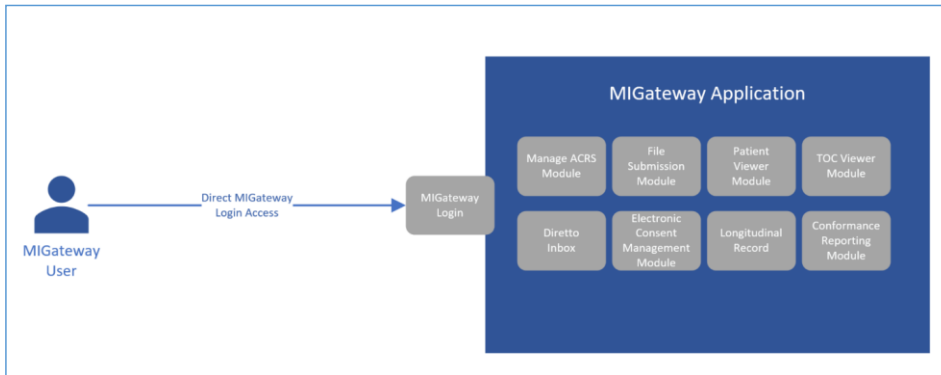 MIGateway Application
Manage ACRS
Module
File
Submission
Module
Patient
Viewer
Module
TOC Viewer
Module
Direct MIGateway
Login Access
MIGateway
Login
Diretto
Inbox
Electronic
Consent
Management
Module
Longitudinal
Record
Conformance
Reporting
Module
MIGateway
User